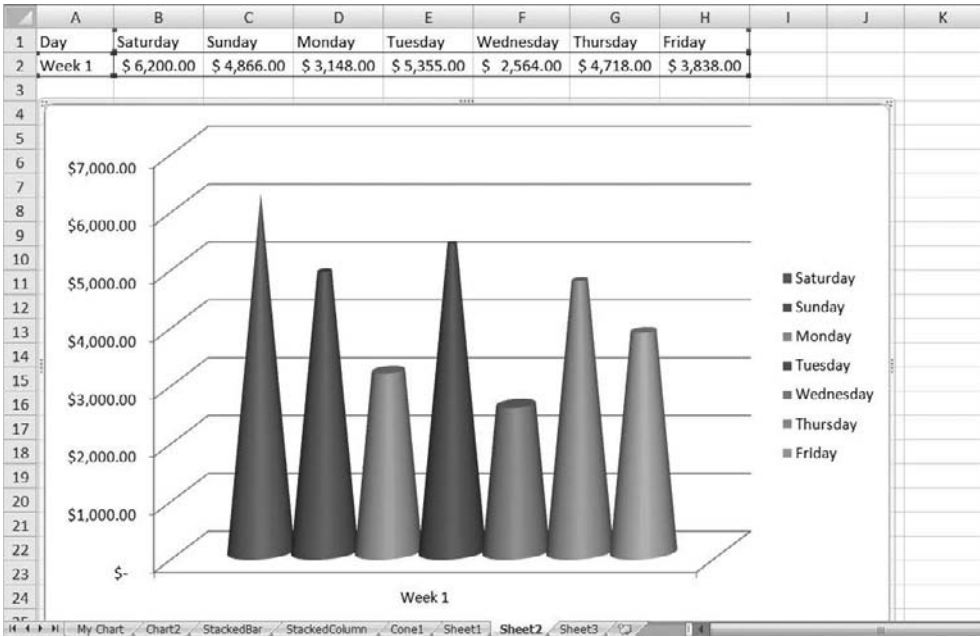 A B C D E F G H I J K
1 Day Saturday Sunday Monday Tuesday Wednesday Thursday Friday
2 Week 1 $ 6,200.00 $ 4,866.00 $ 3,148.00 $ 5,355.00 $ 2,564.00 $ 4,718.00 $ 3,838.00
3
4
5
6
7
8
9
10
11
12
13
14
15
16
17
18
19
20
21
22
23
24
25
$7,000.00
$6,000.00
$5,000.00
$4,000.00
$3,000.00
$2,000.00
$1,000.00
$-
Week 1
Saturday
Sunday
Monday
Tuesday
Wednesday
Thursday
Friday
My Chart Chart2 StackedBar StackedColumn Cone1 Sheet1 Sheet2 Sheet3